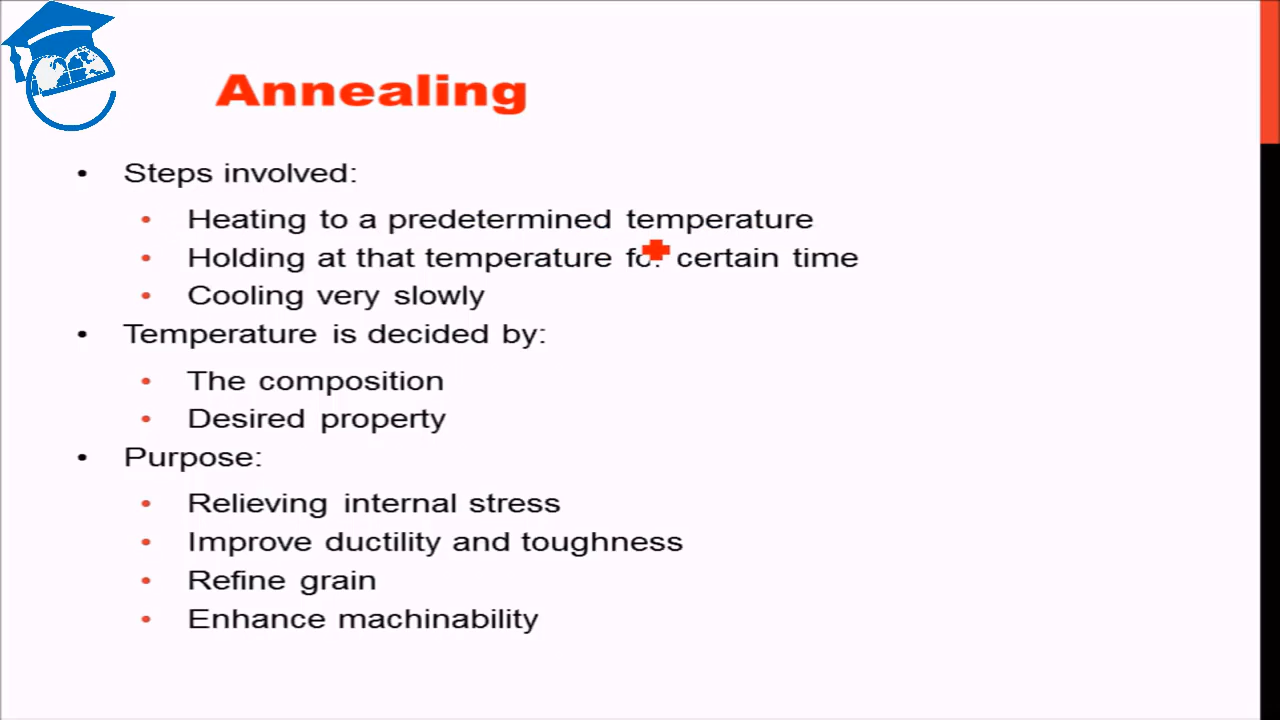 Annealing
• Steps involved:
• Heating to a predetermined temperature
• Holding at that temperature for certain time
• Cooling very slowly
• Temperature is decided by:
• The composition
• Desired property
• Purpose:
• Relieving internal stress
• Improve ductility and toughness
• Refine grain
• Enhance machinability